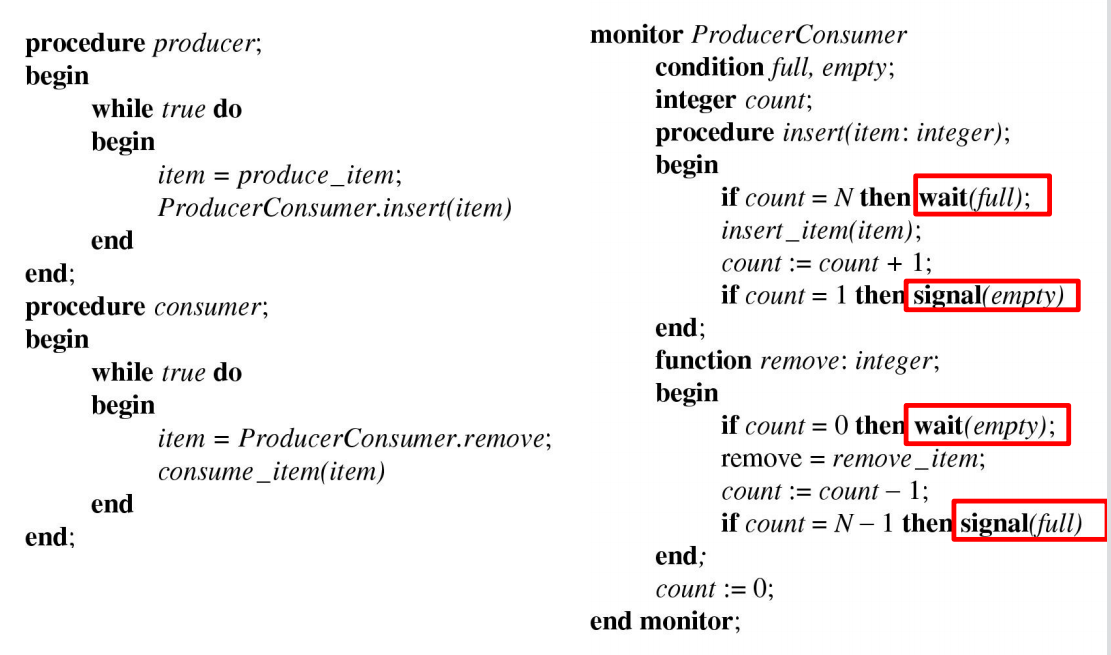 procedure producer;
begin
while true do
begin
item = produce_item;
ProducerConsumer.insert(item)
end
end;
procedure consumer;
begin
while true do
begin
item = ProducerConsumer.remove;
consume_item(item)
end
end;
monitor ProducerConsumer
condition full, empty;
integer count;
procedure insert(item: integer);
begin
if count = N then wait(full);
insert_item(item);
count := count + 1;
if count = 1 then signal(empty)
end;
function remove: integer;
begin
if count = 0 then wait(empty);
remove = remove_item;
count := count – 1;
if count = N – 1 then signal(full)
end;
count := 0;
end monitor;